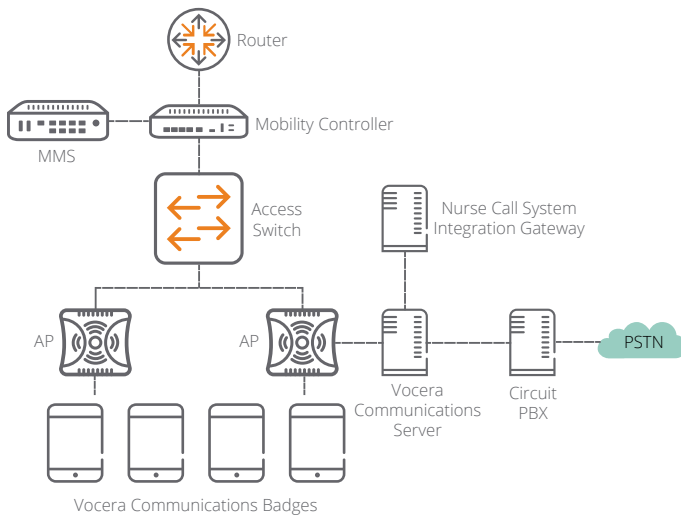 Router
Mobility Controller
MMS
Access
Switch
Nurse Call System
Integration Gateway
AP
AP
PSTN
Vocera
Communications
Server
Circuit
PBX
Vocera Communications Badges